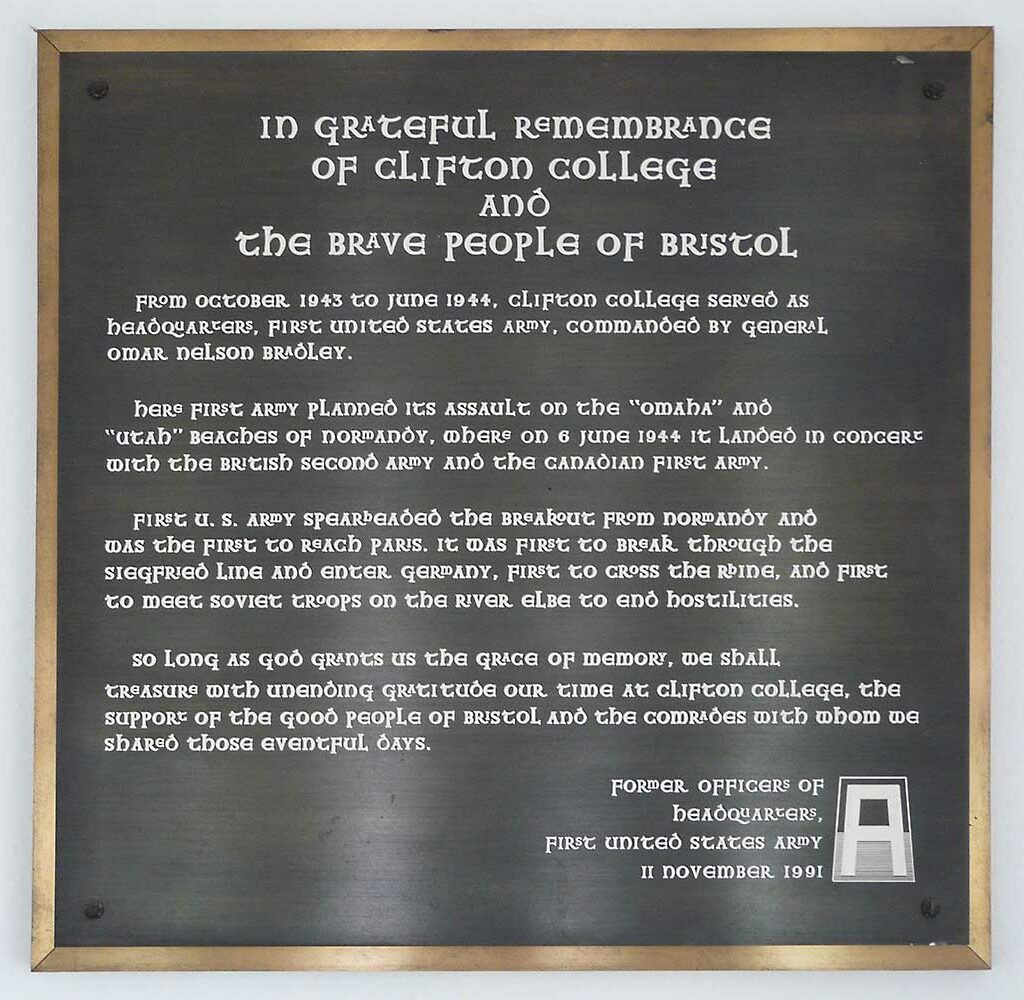 IN GRATEFUL REMEMBRANCE
OF CLIFTON COLLEGE
AND
THE BRAVE PEOPLE OF BRISTOL
FROM OCTOBER 1943 TO JUNE 1944, CLIFTON COLLEGE SERVED AS
HEADQUARTERS, FIRST UNITED STATES ARMY, COMMANDED BY GENERAL
OMAR NELSON BRADLEY.
HERE FIRST ARMY PLANNED ITS ASSAULT ON THE "OMAHA" AND
"UTAH" BEACHES OF NORMANDY, WHERE ON 6 JUNE 1944 IT LANDED IN CONCERT
WITH THE BRITISH SECOND ARMY AND THE CANADIAN FIRST ARMY.
FIRST U. S. ARMY SPEARHEADED THE BREAKOUT FROM NORMANDY AND
WAS THE FIRST TO REACH PARIS. IT WAS FIRST TO BREAK THROUGH THE
SIEGFRIED LINE AND ENTER GERMANY, FIRST TO CROSS THE RHINE, AND FIRST
TO MEET SOVIET TROOPS ON THE RIVER ELBE TO END HOSTILITIES.
SO LONG AS GOD GRANTS US THE GRACE OF MEMORY, WE SHALL
TREASURE WITH UNENDING GRATITUDE OUR TIME AT CLIFTON COLLEGE, THE
SUPPORT OF THE GOOD PEOPLE OF BRISTOL AND THE COMRADES WITH WHOM WE
SHARED THOSE EVENTFUL DAYS.
FORMER OFFICERS OF
HEADQUARTERS,
FIRST UNITED STATES ARMY
11 NOVEMBER 1991
A